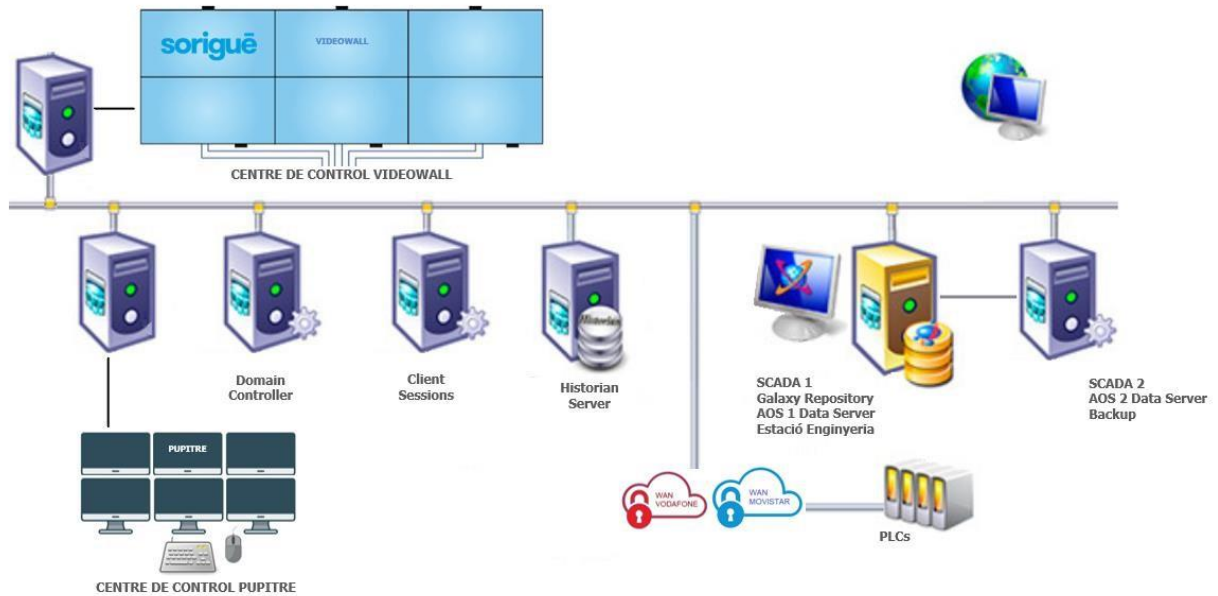 sorigué
VIDEOWALL
CENTRE DE CONTROL VIDEOWALL
Domain
Controller
Client
Sessions
Historian
Historian
Server
SCADA 1
Galaxy Repository
AOS 1 Data Server
Estació Enginyeria
SCADA 2
AOS 2 Data Server
Backup
PUPITRE
CENTRE DE CONTROL PUPITRE
WAN
VODAFONE
WAN
MOVISTAR
PLCs